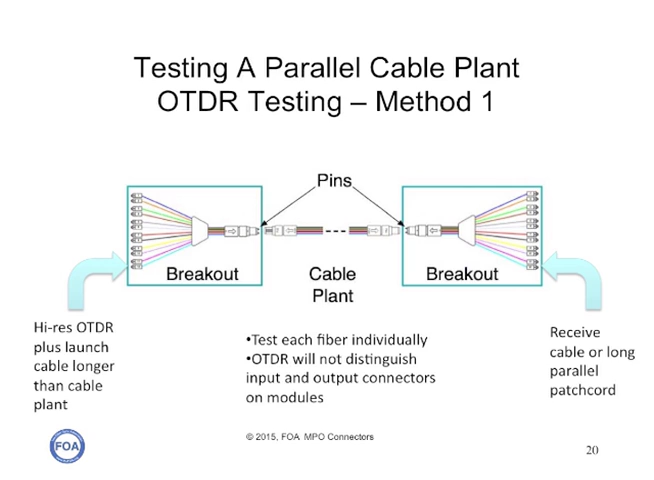 Testing A Parallel Cable Plant
OTDR Testing – Method 1
Pins
Breakout
Cable
Plant
Breakout
Hi-res OTDR
plus launch
cable longer
than cable
plant
•Test each fiber individually
•OTDR will not distinguish
input and output connectors
on modules
Receive
cable or long
parallel
patchcord
FOA
© 2015, FOA MPO Connectors
20